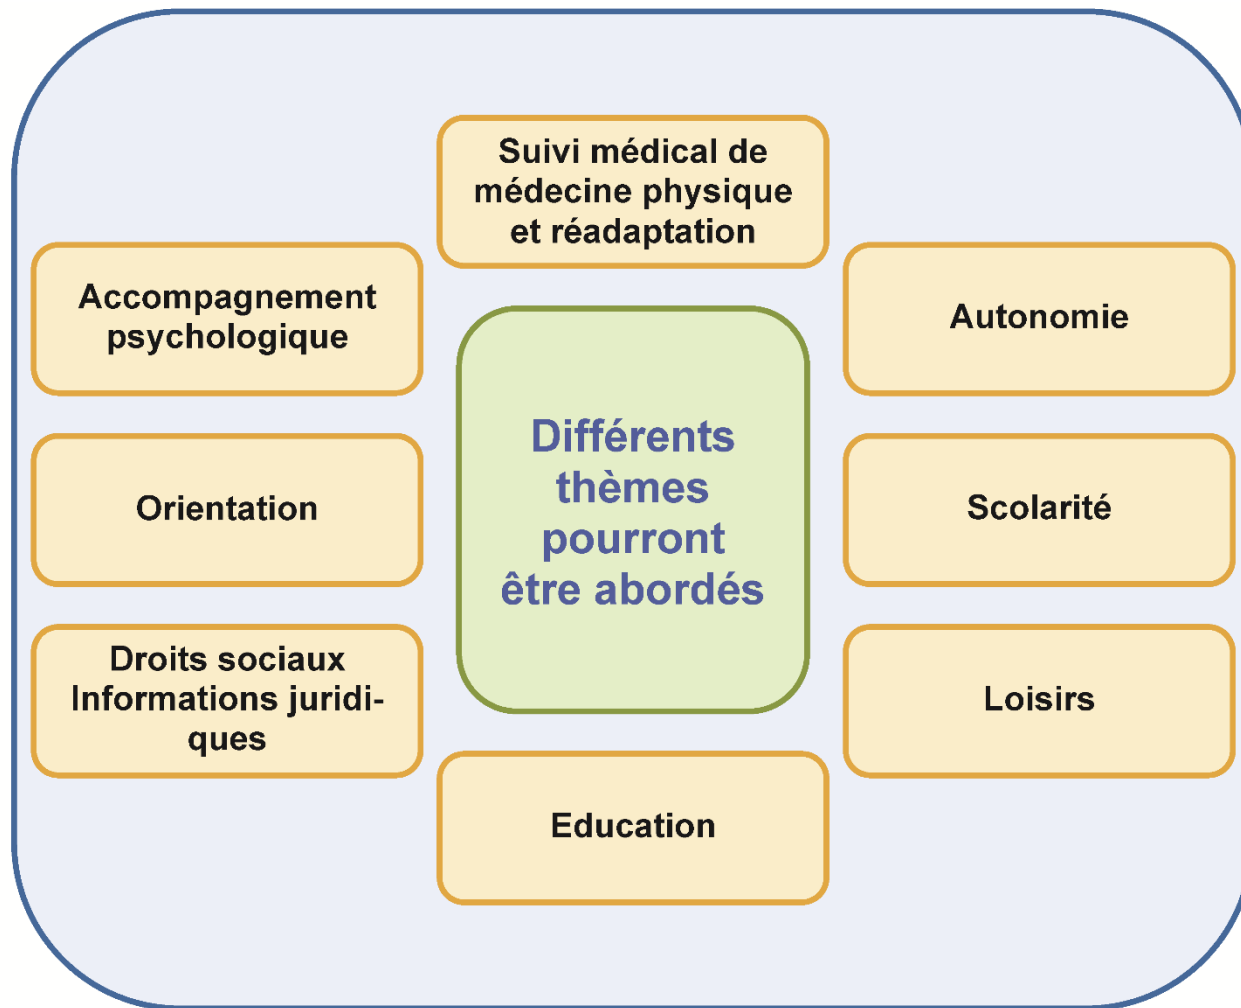 Suivi médical de
médecine physique
et réadaptation
Accompagnement
psychologique
Autonomie
Différents
thèmes
pourront
être abordés
Orientation
Scolarité
Droits sociaux
Informations juridi-
ques
Loisirs
Education